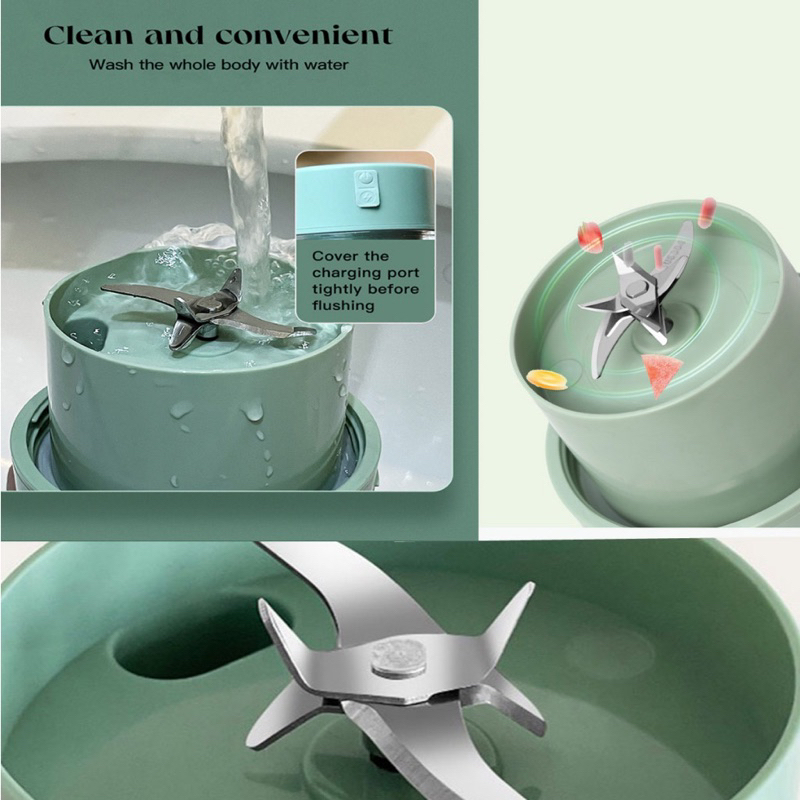 Clean and convenient
Wash the whole body with water
Cover the
charging port
tightly before
flushing